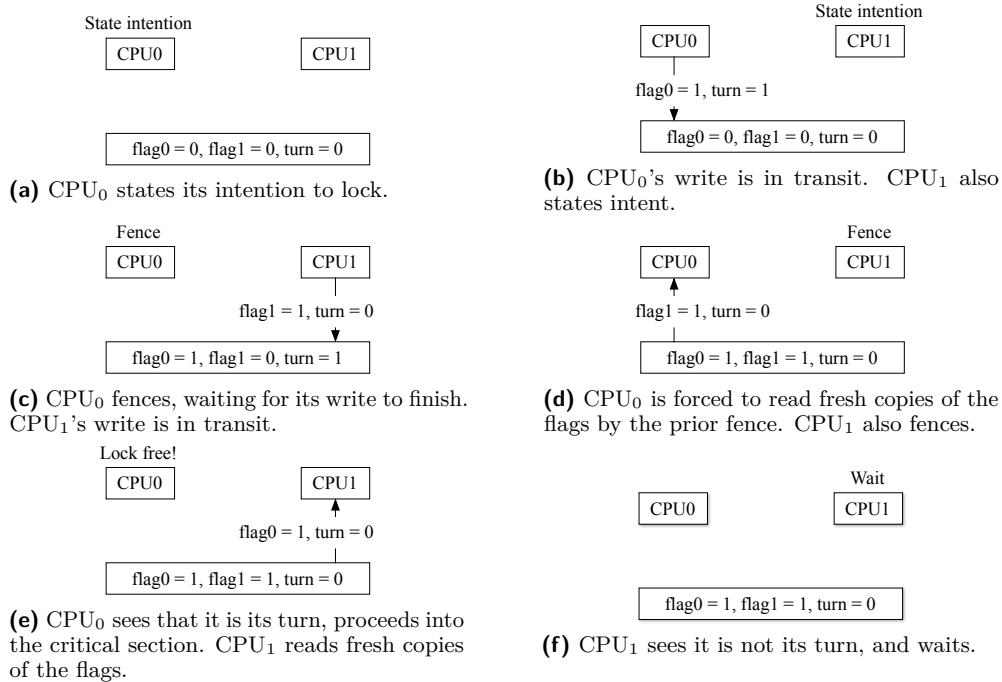 State intention
CPU0 CPU1
flag0 = 0, flag1 = 0, turn = 0
(a) CPU0 states its intention to lock.
State intention
CPU0 CPU1
flag0 = 1, turn = 1
flag0 = 0, flag1 = 0, turn = 0
(b) CPU0's write is in transit. CPU1 also
states intent.
Fence
CPU0 CPU1
flag1 = 1, turn = 0
flag0 = 1, flag1 = 0, turn = 1
(c) CPU0 fences, waiting for its write to finish.
CPU1's write is in transit.
Fence
CPU0 CPU1
flag1 = 1, turn = 0
flag0 = 1, flag1 = 1, turn = 0
(d) CPU0 is forced to read fresh copies of the
flags by the prior fence. CPU1 also fences.
Lock free!
CPU0 CPU1
flag0 = 1, turn = 0
flag0 = 1, flag1 = 1, turn = 0
(e) CPU0 sees that it is its turn, proceeds into
the critical section. CPU1 reads fresh copies
of the flags.
Wait
CPU0 CPU1
flag0 = 1, flag1 = 1, turn = 0
(f) CPU1 sees it is not its turn, and waits.